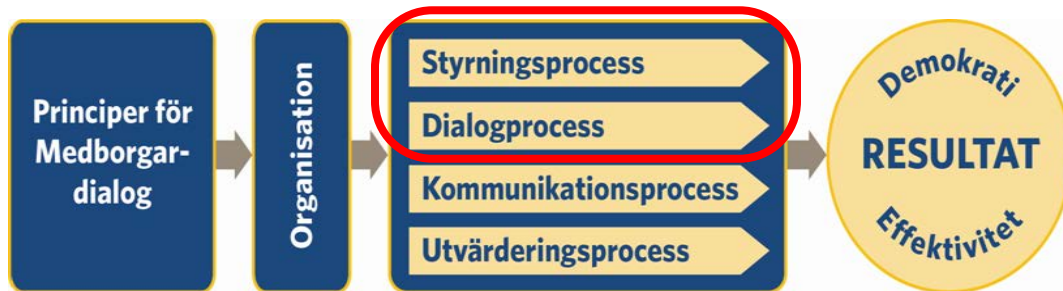 Principer för
Medborgar-
dialog
Organisation
Styrningsprocess
Dialogprocess
Kommunikationsprocess
Utvärderingsprocess
Demokrati
RESULTAT
Effektivitet